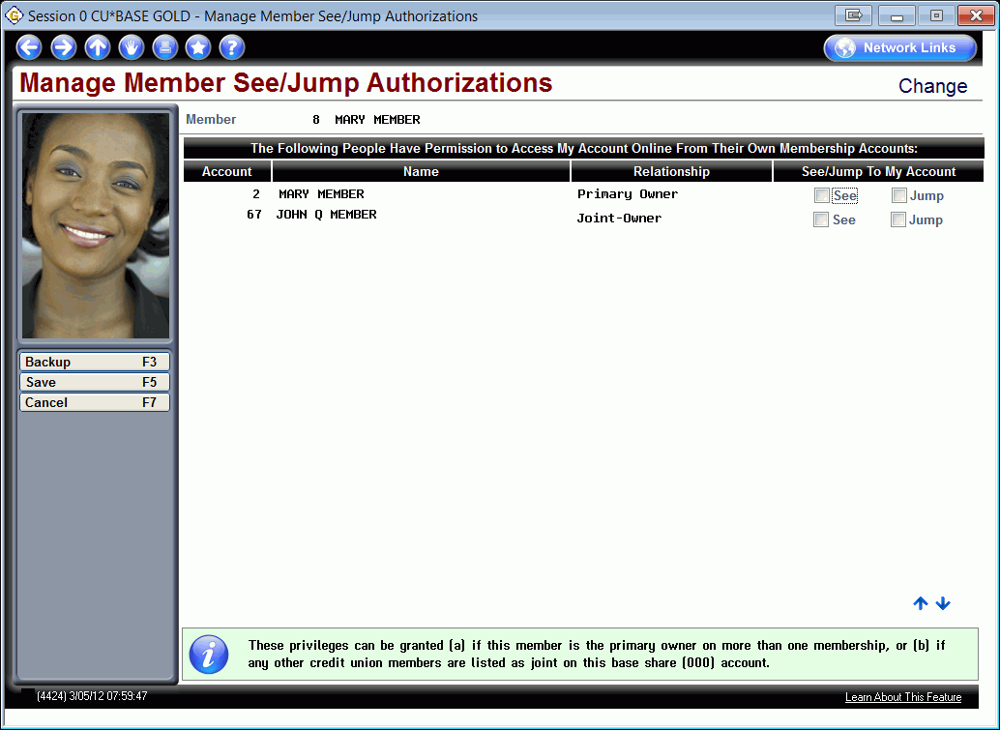 Session 0 CU*BASE GOLD - Manage Member See/Jump Authorizations
Network Links
Manage Member See/Jump Authorizations
Change
Member 8 MARY MEMBER
The Following People Have Permission to Access My Account Online From Their Own Membership Accounts:
Account Name Relationship See/Jump To My Account
2 MARY MEMBER Primary Owner See Jump
67 JOHN Q MEMBER Joint-Owner See Jump
Backup F3
Save F5
Cancel F7
These privileges can be granted (a) if this member is the primary owner on more than one membership, or (b) if
any other credit union members are listed as joint on this base share (000) account.
(4424) 3/05/12 07:59:47
Learn About This Feature